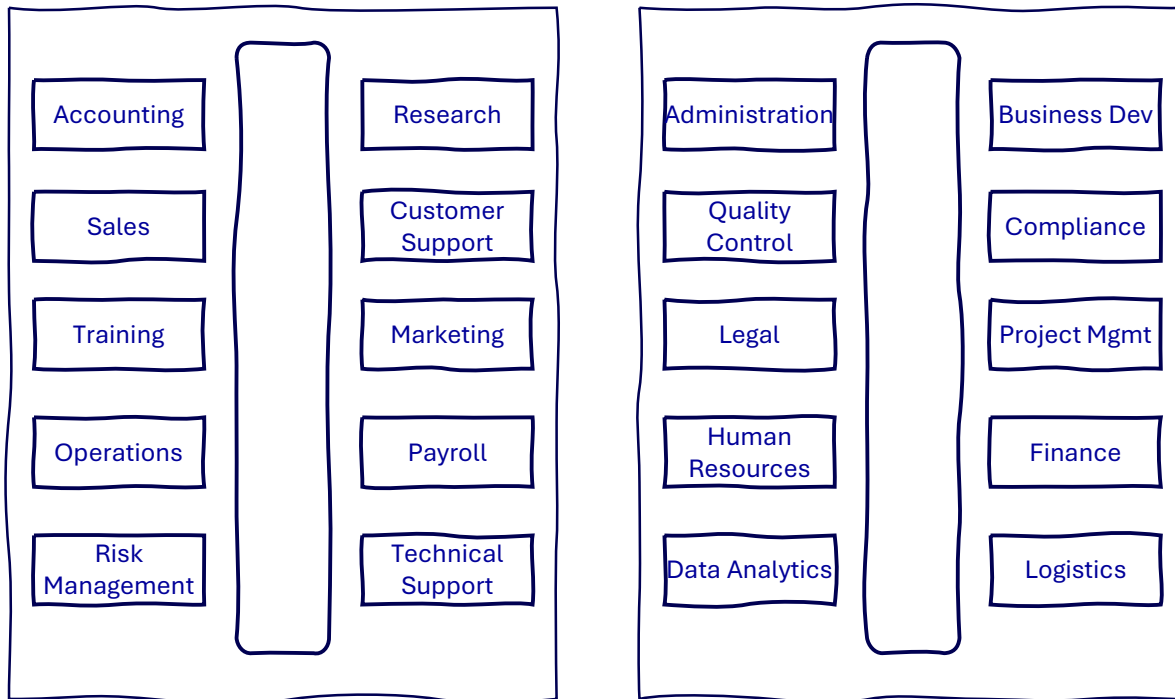 Accounting
Research
Administration
Business Dev
Sales
Customer
Support
Quality
Control
Compliance
Training
Marketing
Legal
Project Mgmt
Operations
Payroll
Human
Resources
Finance
Risk
Management
Technical
Support
Data Analytics
Logistics